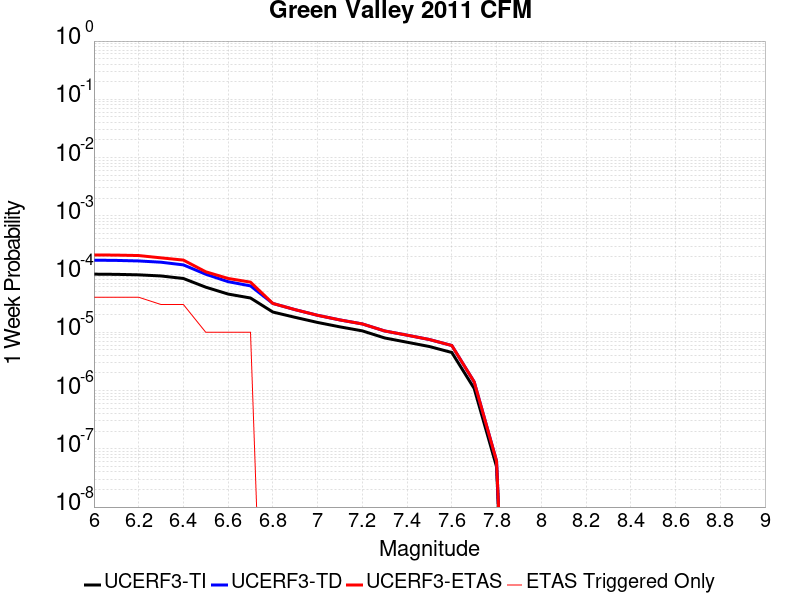 Green Valley 2011 CFM
10^0
10^-1
10^-2
10^-3
10^-4
10^-5
10^-6
10^-7
10^-8
1 Week Probability
6 6.2 6.4 6.6 6.8 7 7.2 7.4 7.6 7.8 8 8.2 8.4 8.6 8.8 9
Magnitude
UCERF3-TI UCERF3-TD UCERF3-ETAS ETAS Triggered Only